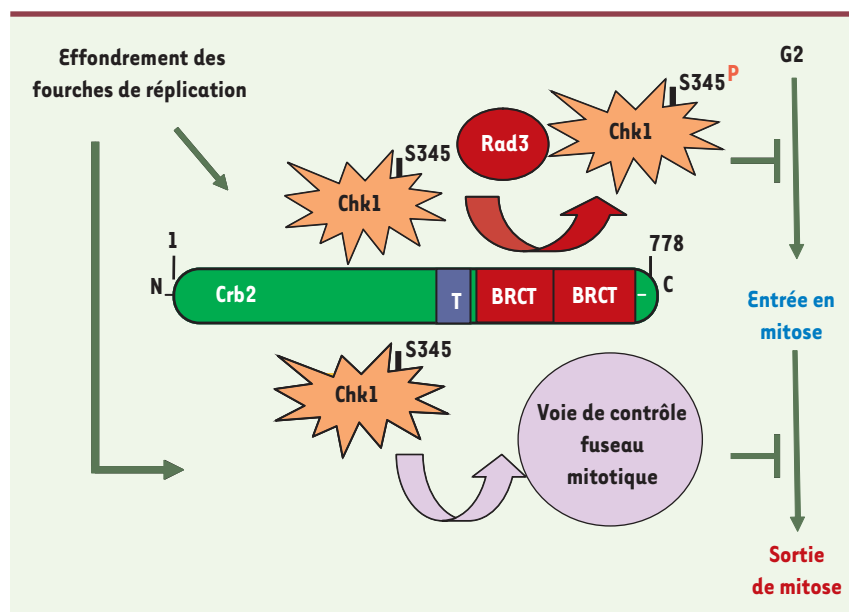 Effondrement des
fourches de réplication
G2
S345 P
Rad3
Chk1
S345
Chk1
1
778
N
Crb2
T
BRCT
BRCT
C
Entrée en
mitose
S345
Chk1
Voie de contrôle
fuseau
mitotique
Sortie
de mitose